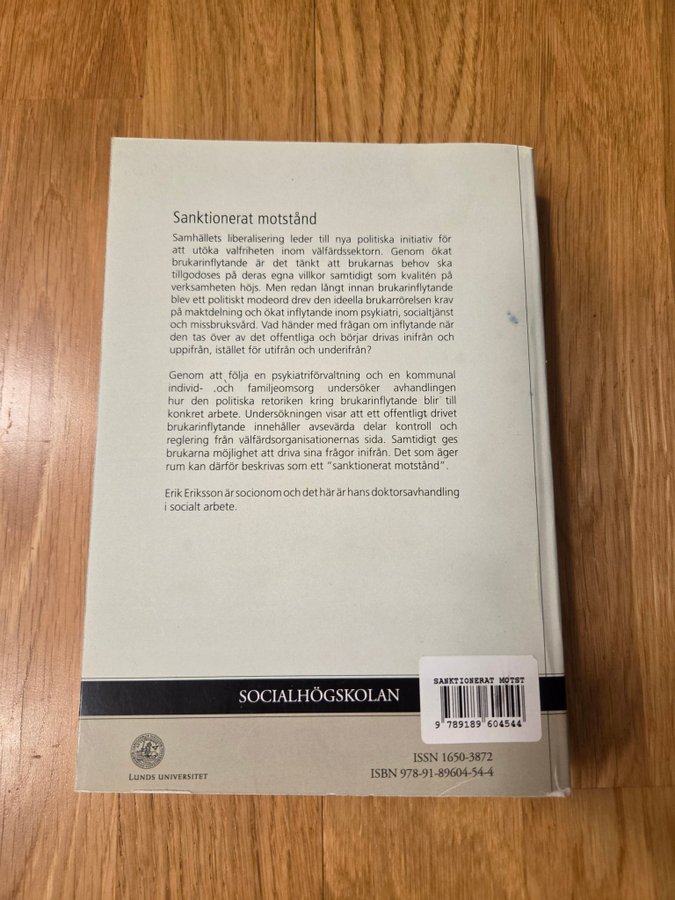 Sanktionerat motstånd
Samhällets liberalisering leder till nya politiska initiativ för
att utöka valfriheten inom välfärdssektorn. Genom ökat
brukarinflytande är det tänkt att brukarnas behov ska
tillgodoses på deras egna villkor samtidigt som kvalitén på
verksamheten höjs. Men redan långt innan brukarinflytande
blev ett politiskt modeord drev den ideella brukarrörelsen krav
på maktdelning och ökat inflytande inom psykiatri, socialtjänst
och missbruksvård. Vad händer med frågan om inflytande när
den tas över av det offentliga och börjar drivas inifrån och
uppifrån, istället för utifrån och underifrån?
Genom att följa en psykiatriförvaltning och en kommunal
individ- och familjeomsorg undersöker avhandlingen
hur den politiska retoriken kring brukarinflytande blir till
konkret arbete. Undersökningen visar att ett offentligt drivet
brukarinflytande innehåller avsevärda delar kontroll och
reglering från välfärdsorganisationernas sida. Samtidigt ges
brukarna möjlighet att driva sina frågor inifrån. Det som äger
rum kan därför beskrivas som ett "sanktionerat motstånd".
Erik Eriksson är socionom och det här är hans doktorsavhandling
i socialt arbete.
SOCIALHÖGSKOLAN
SANKTIONERAT MOTST
9 789189 604544
LUNDS UNIVERSITET
ISSN 1650-3872
ISBN 978-91-89604-54-4